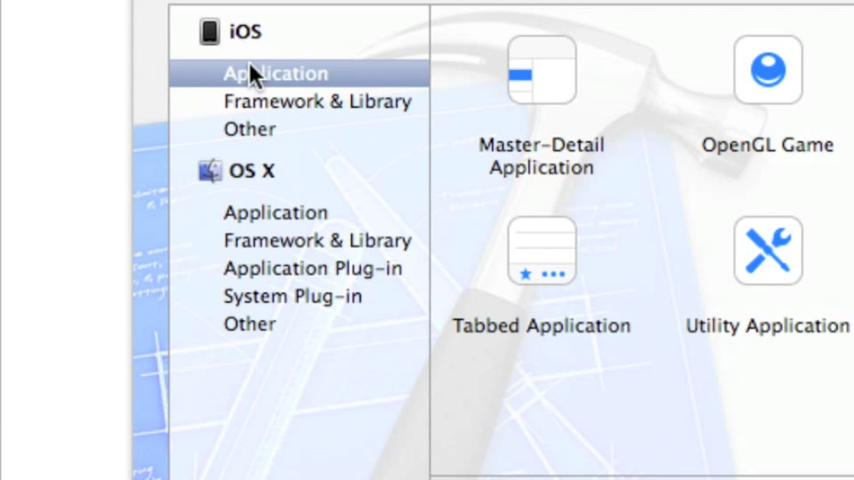 iOS
Application
Framework & Library
Other
OS X
Application
Framework & Library
Application Plug-in
System Plug-in
Other
Master-Detail
Application
OpenGL Game
Tabbed Application
Utility Application